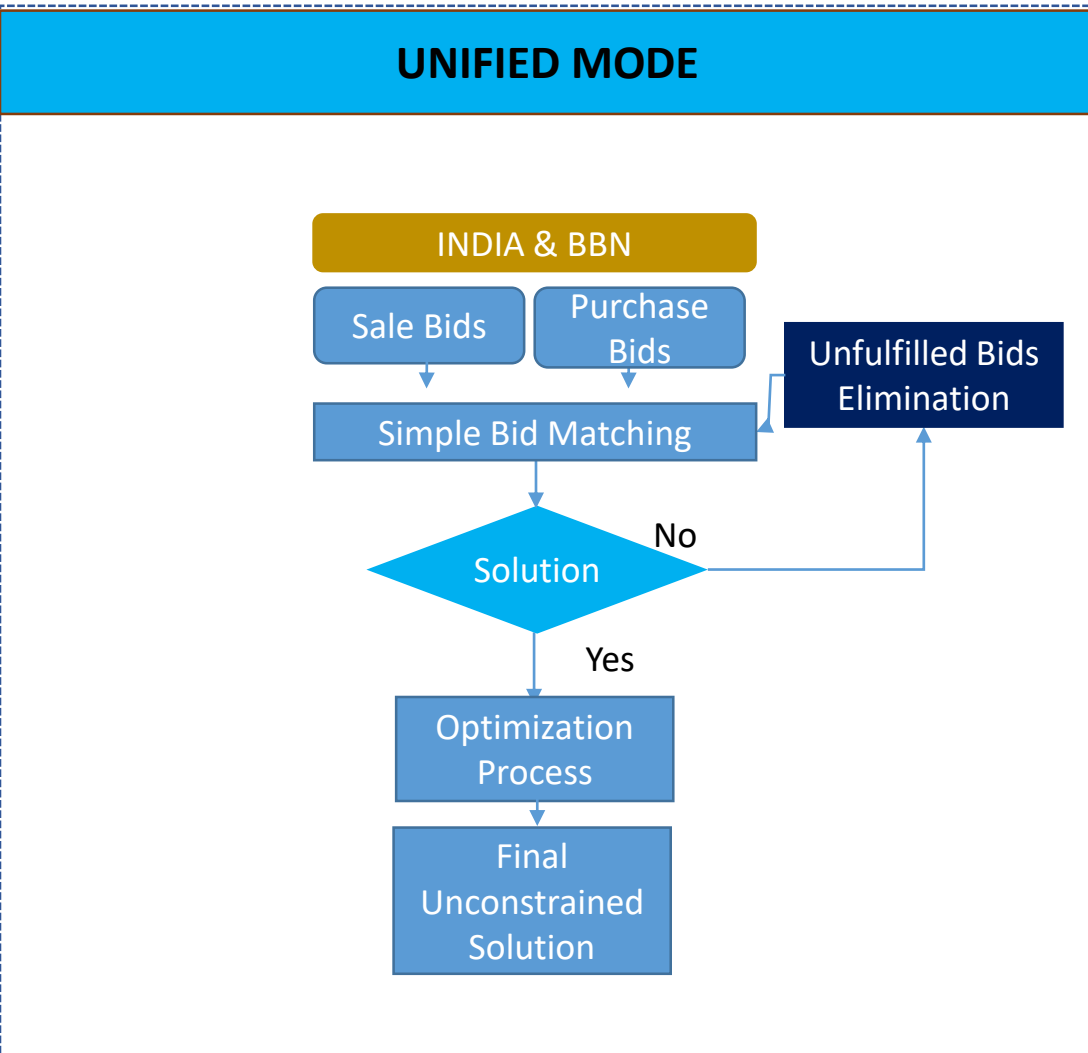 UNIFIED MODE
INDIA & BBN
Sale Bids
Purchase
Bids
Unfulfilled Bids
Elimination
Simple Bid Matching
No
Solution
Yes
Optimization
Process
Final
Unconstrained
Solution